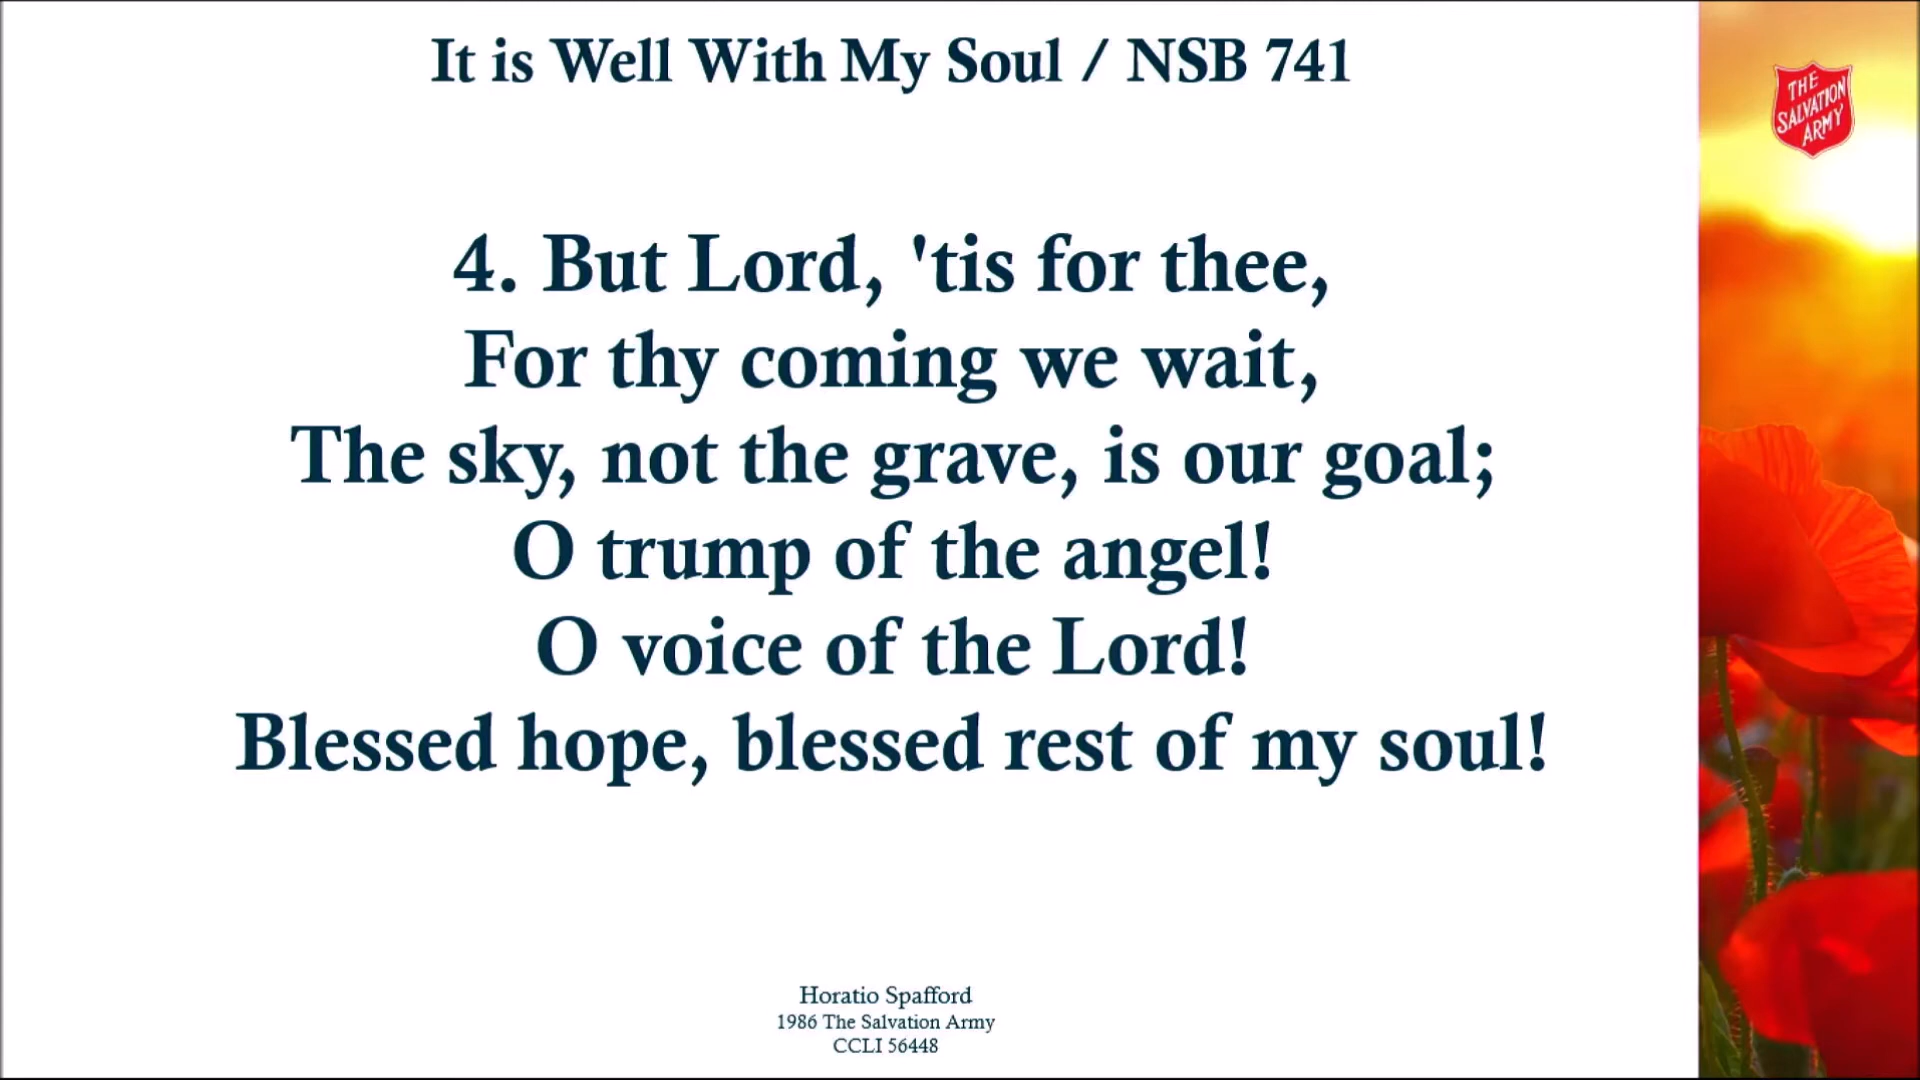 It is Well With My Soul / NSB 741
THE
SALVATION
ARMY
4. But Lord, 'tis for thee,
For thy coming we wait,
The sky, not the grave, is our goal;
O trump of the angel!
O voice of the Lord!
Blessed hope, blessed rest of my soul!
Horatio Spafford
1986 The Salvation Army
CCLI 56448